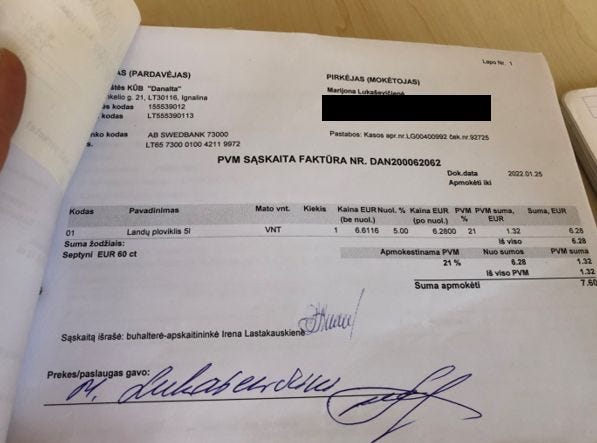 Lapo Nr. 1
AS (PARDAVĖJAS)
PIRKĖJAS (MOKĖTOJAS)
KŪB "Danalta"
g. 21, LT30116, Ignalina
kodas 155539012
kodas LT555390113
Marijona Lukaševičienė
kodas AB SWEDBANK 73000
s. LT65 7300 0100 4211 9972
Pastabos: Kasos apr.nr.LG00400992 ček.nr.92725
PVM SĄSKAITA FAKTŪRA NR. DAN200062062
Dok.data 2022.01.25
Apmokėti iki
Kodas Pavadinimas Mato vnt. Kiekis Kaina EUR (be nuol.) Nuol. % Kaina EUR (po nuol.) PVM % PVM suma, EUR Suma, EUR
01 Landų ploviklis 5l VNT 1 6.6116 5.00 6.2800 21 1.32 6.28
Suma žodžiais: Iš viso 6.28
Septyni EUR 60 ct Apmokestinama PVM Nuo sumos PVM suma
21 % 6.28 1.32
Iš viso PVM 1.32
Suma apmokėti 7.60
Sąskaitą išrašė: buhalterė-apskaitininkė Irena Lastakauskienė
Prekes/paslaugas gavo:
M. Lukaševičienė